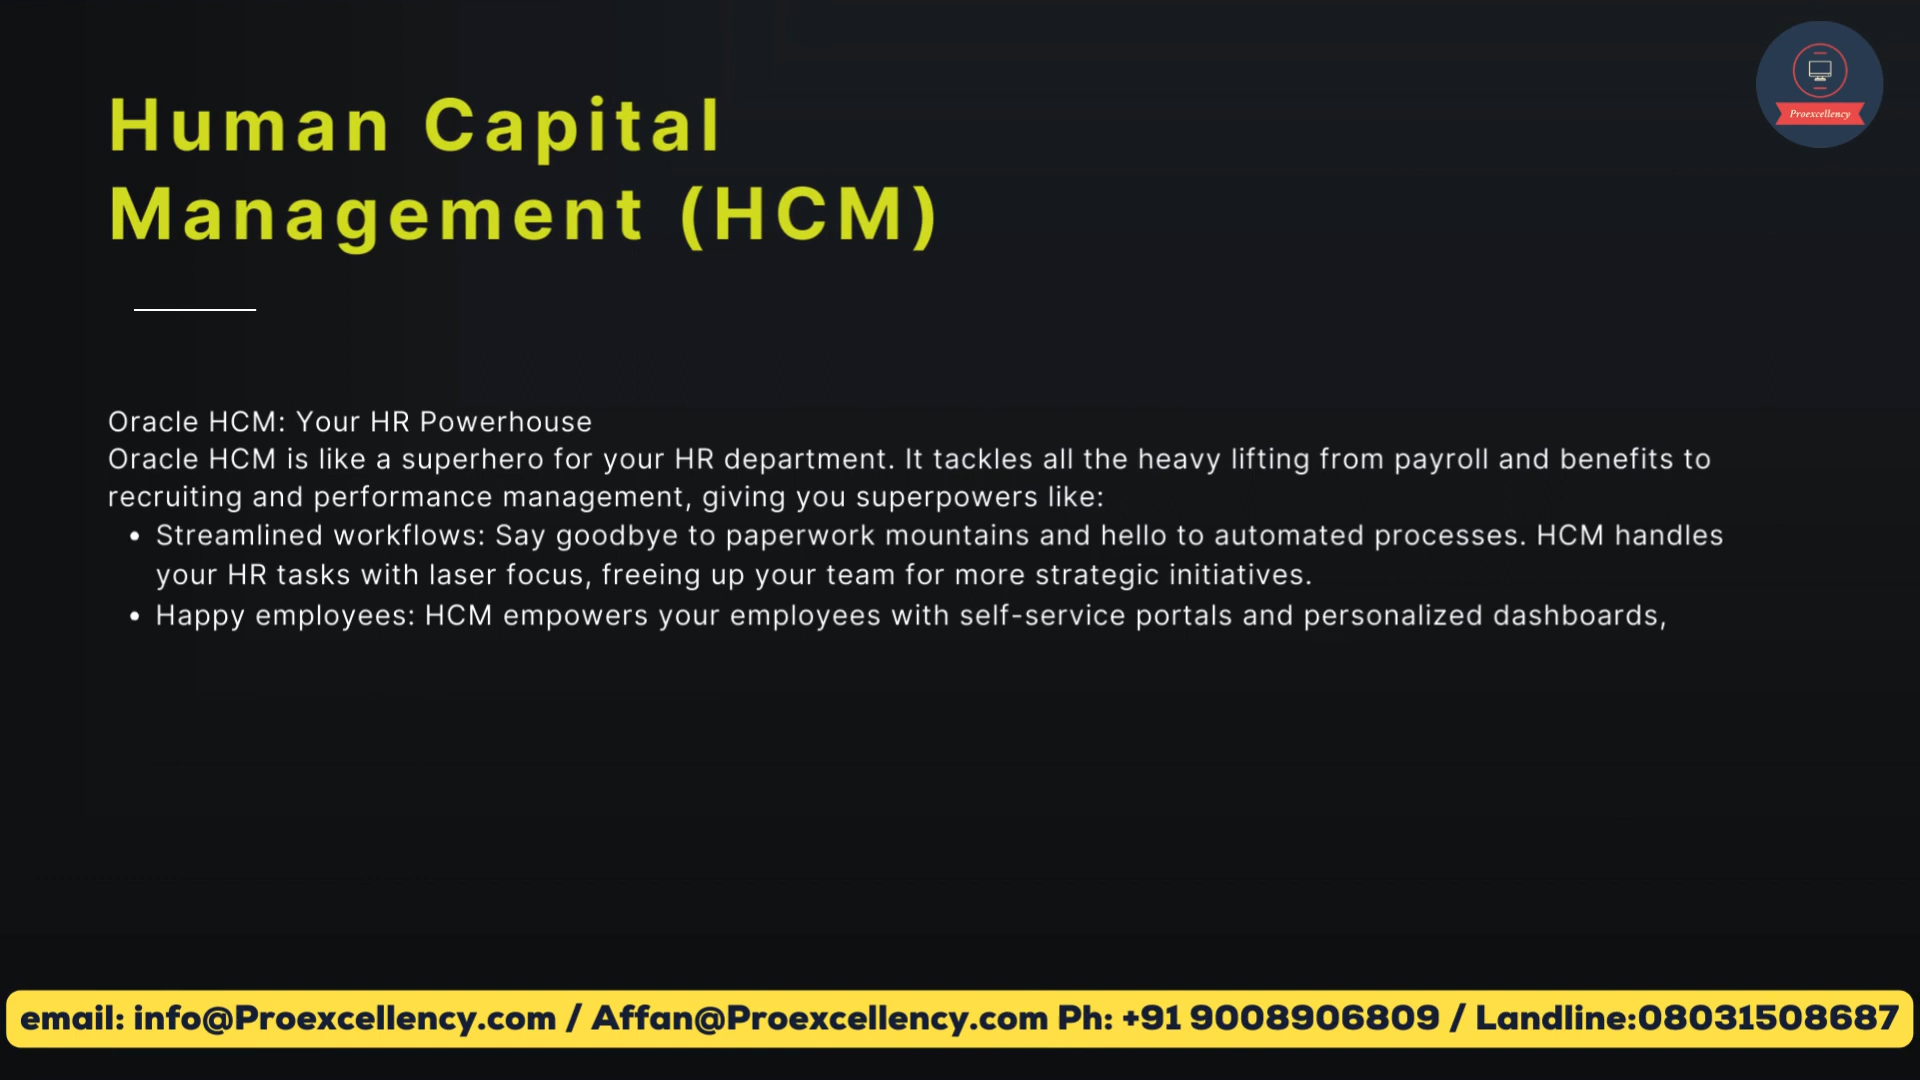 Proexcellency
Human Capital
Management (HCM)
Oracle HCM: Your HR Powerhouse
Oracle HCM is like a superhero for your HR department. It tackles all the heavy lifting from payroll and benefits to
recruiting and performance management, giving you superpowers like:
• Streamlined workflows: Say goodbye to paperwork mountains and hello to automated processes. HCM handles
your HR tasks with laser focus, freeing up your team for more strategic initiatives.
• Happy employees: HCM empowers your employees with self-service portals and personalized dashboards,
email: info@Proexcellency.com / Affan@Proexcellency.com Ph: +91 9008906809 / Landline:08031508687